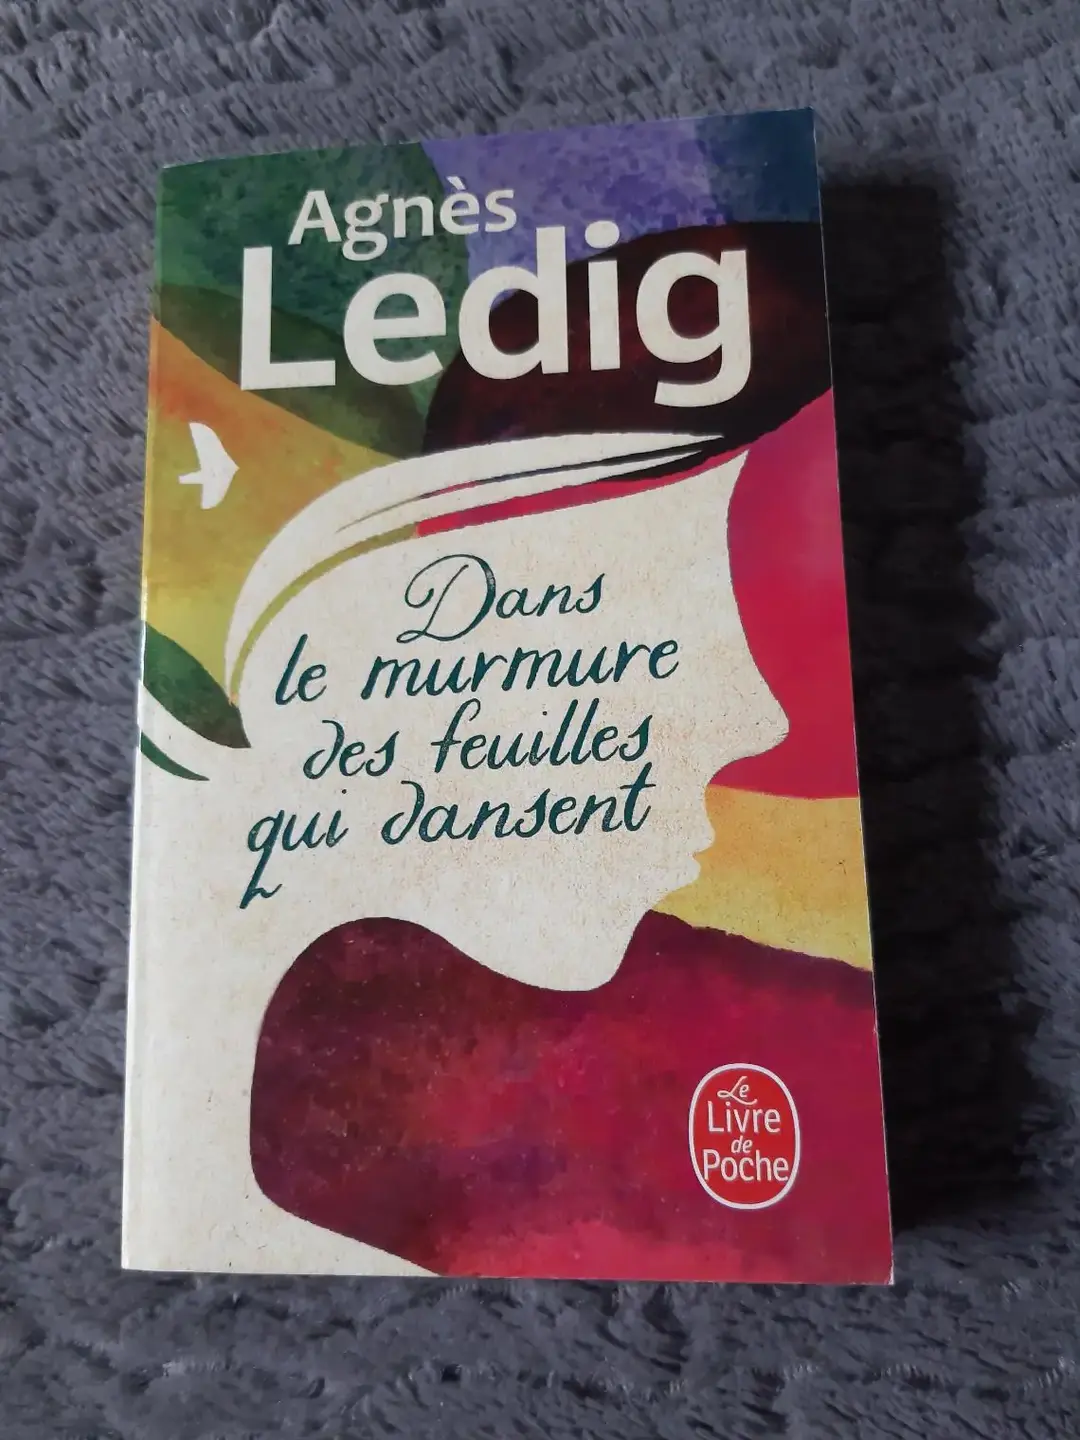 Agnès
Ledig
Dans
le murmure
des feuilles
qui dansent
Le
Livre
de
Poche